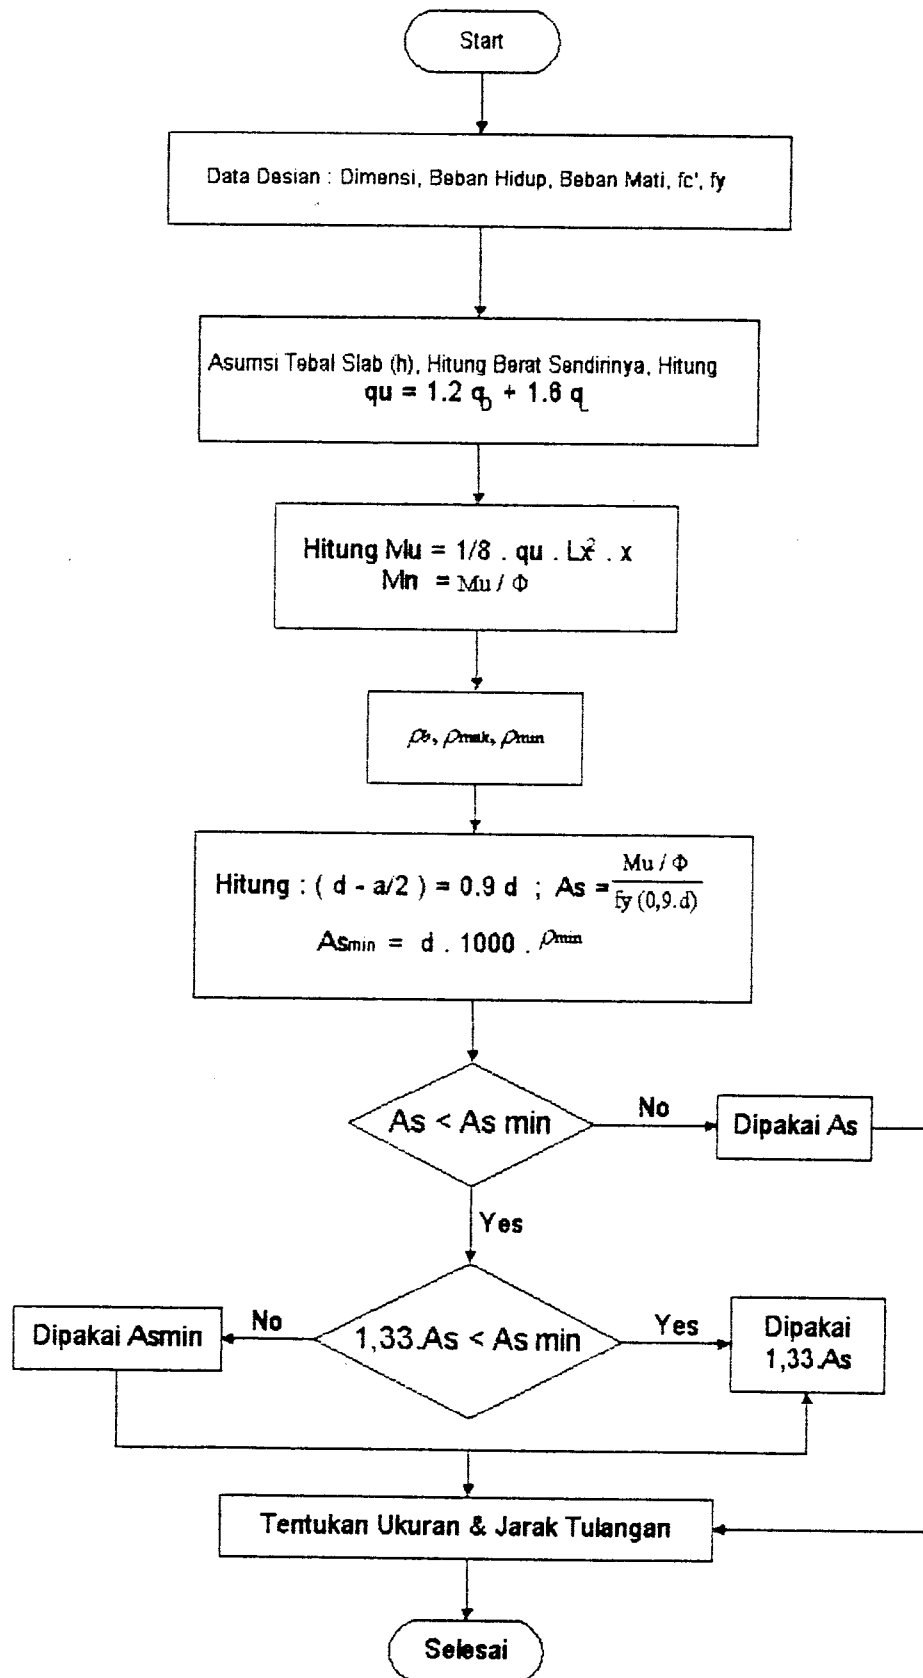 Start
Data Desian : Dimensi, Beban Hidup, Beban Mati, fc', fy
Asumsi Tebal Slab (h), Hitung Berat Sendirinya, Hitung
qu = 1.2 qD + 1.6 qL
Hitung Mu = 1/8 . qu . Lx² . x
Mn = Mu / Φ
ρb, ρmak, ρmin
Hitung : ( d - a/2 ) = 0.9 d ; As = Mu / Φ
fy (0,9.d)
Asmin = d . 1000 . ρmin
As < As min
No
Dipakai As
Yes
Dipakai Asmin
No
1,33.As < As min
Yes
Dipakai
1,33.As
Tentukan Ukuran & Jarak Tulangan
Selesai